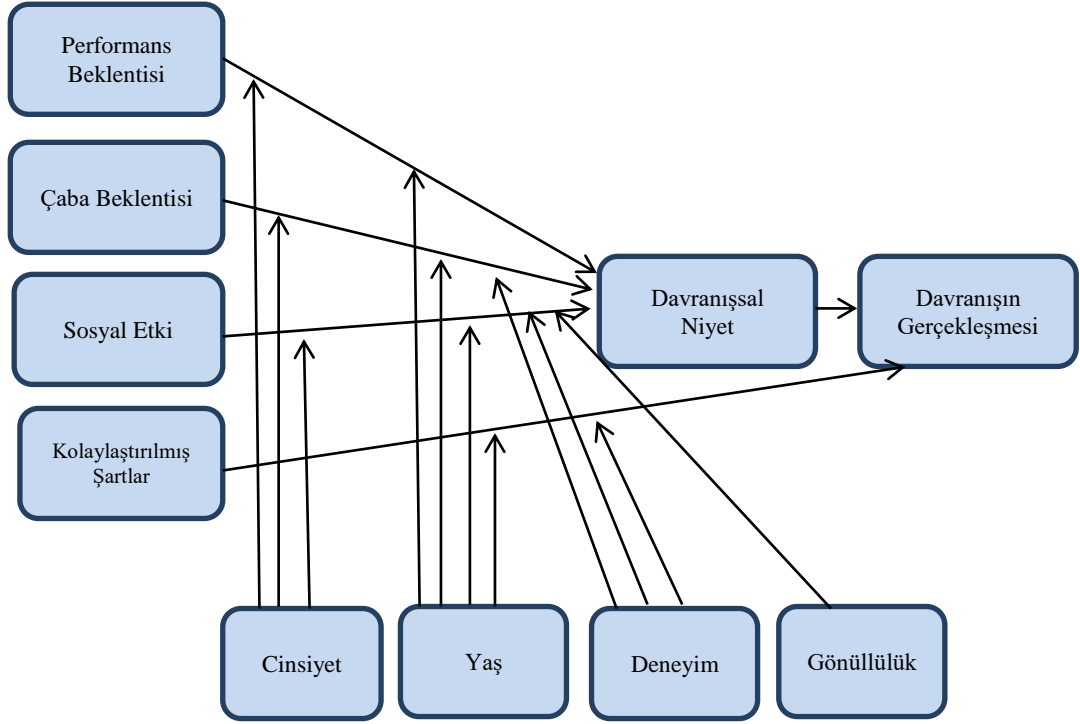 Performans
Beklentisi
Çaba Beklentisi
Sosyal Etki
Kolaylaştırılmış
Şartlar
Davranışsal
Niyet
Davranışın
Gerçekleşmesi
Cinsiyet
Yaş
Deneyim
Gönüllülük